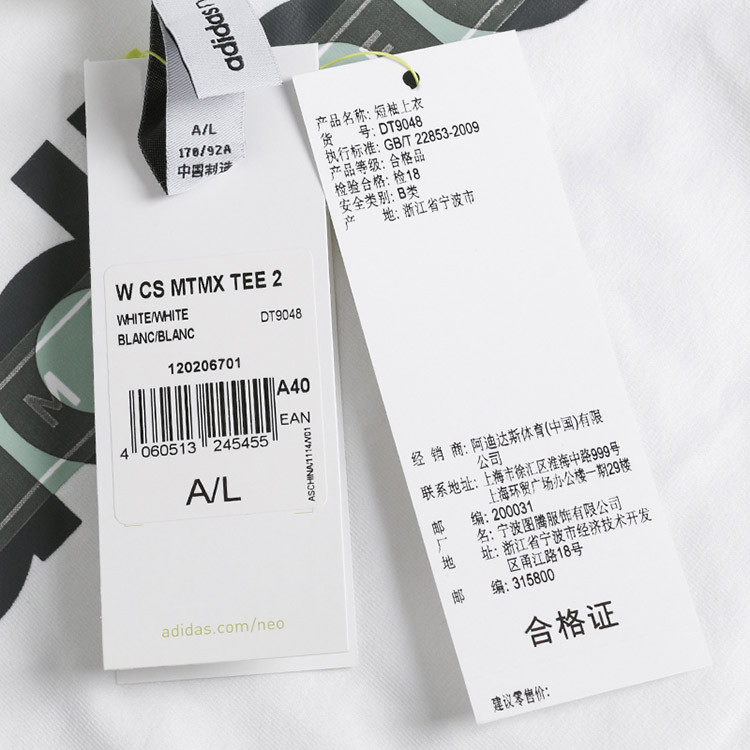 adidas
A/L
170/92A
中国制造
W CS MTMX TEE 2
WHITE/WHITE
DT9048
BLANC/BLANC
120206701
A40
EAN
4 060513 245455
ASCHINA/1114/V01
A/L
adidas.com/neo
产品名称: 短袖上衣
货 号: DT9048
执行标准: GB/T 22853-2009
产品等级: 合格品
检验合格: 检18
安全类别: B类
产 地: 浙江省宁波市
经 销 商: 阿迪达斯体育(中国)有限
公司
联系地址: 上海市徐汇区淮海中路999号
上海环贸广场办公楼一期29楼
邮 编: 200031
厂 名: 宁波图腾服饰有限公司
地 址: 浙江省宁波市经济技术开发
区甬江路18号
邮 编: 315800
合格证
建议零售价:
M